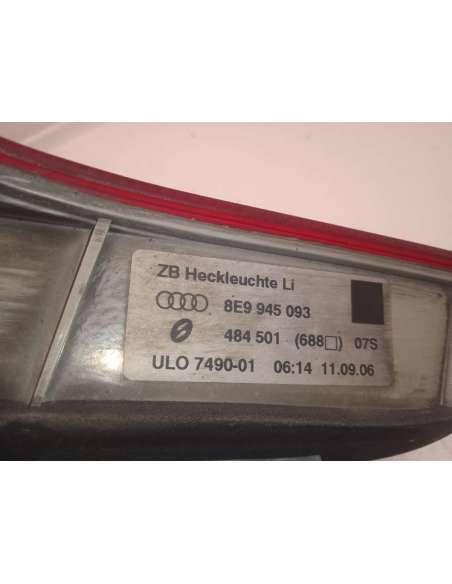 ZB Heckleuchte Li
8E9 945 093
484 501 (688□) 07S
ULO 7490-01 06:14 11.09.06